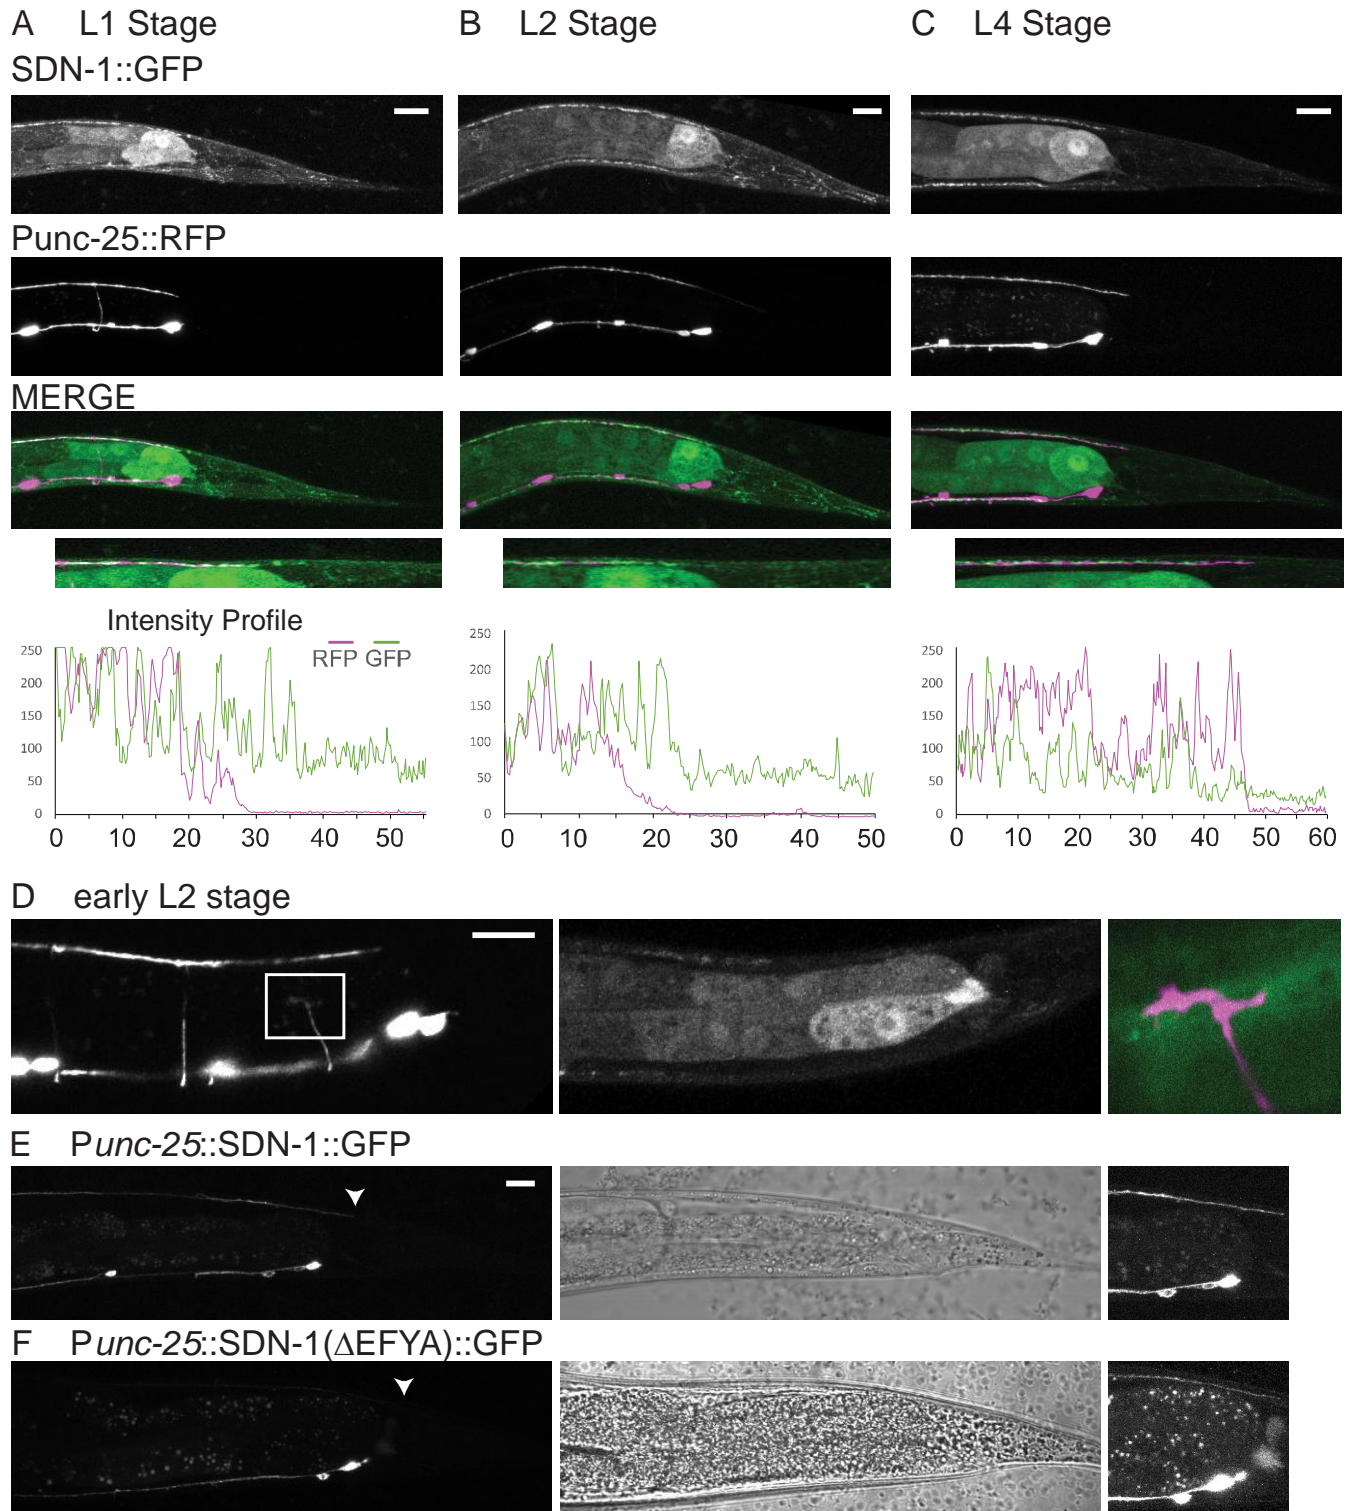 A L1 Stage
B L2 Stage
C L4 Stage
SDN-1::GFP
Punc-25::RFP
MERGE
Intensity Profile
RFP GFP
250
200
150
100
50
0
0 10 20 30 40 50
250
200
150
100
50
0
0 10 20 30 40 50
250
200
150
100
50
0
0 10 20 30 40 50 60
D early L2 stage
E Punc-25::SDN-1::GFP
F Punc-25::SDN-1(ΔEFYA)::GFP